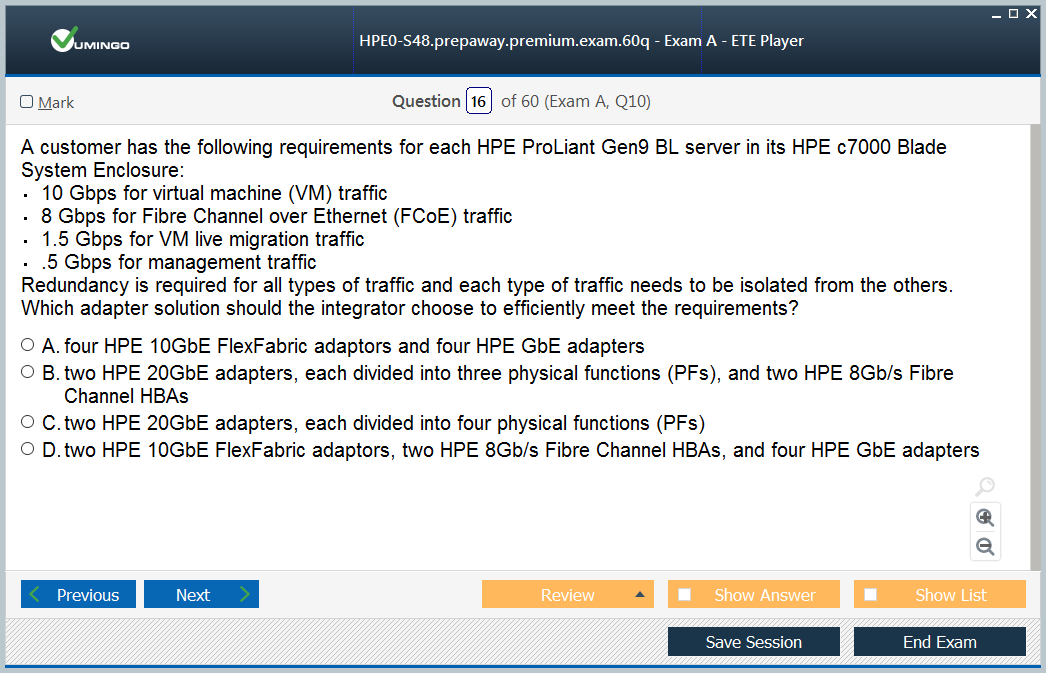 VUMINGO
HPE0-S48.prepaway.premium.exam.60q - Exam A - ETE Player
Mark
Question 16 of 60 (Exam A, Q10)
A customer has the following requirements for each HPE ProLiant Gen9 BL server in its HPE c7000 Blade
System Enclosure:
· 10 Gbps for virtual machine (VM) traffic
· 8 Gbps for Fibre Channel over Ethernet (FCoE) traffic
· 1.5 Gbps for VM live migration traffic
· .5 Gbps for management traffic
Redundancy is required for all types of traffic and each type of traffic needs to be isolated from the others.
Which adapter solution should the integrator choose to efficiently meet the requirements?
A. four HPE 10GbE FlexFabric adaptors and four HPE GbE adapters
B. two HPE 20GbE adapters, each divided into three physical functions (PFs), and two HPE 8Gb/s Fibre
Channel HBAs
C. two HPE 20GbE adapters, each divided into four physical functions (PFs)
D. two HPE 10GbE FlexFabric adaptors, two HPE 8Gb/s Fibre Channel HBAs, and four HPE GbE adapters
Previous
Next
Review
Show Answer
Show List
Save Session
End Exam